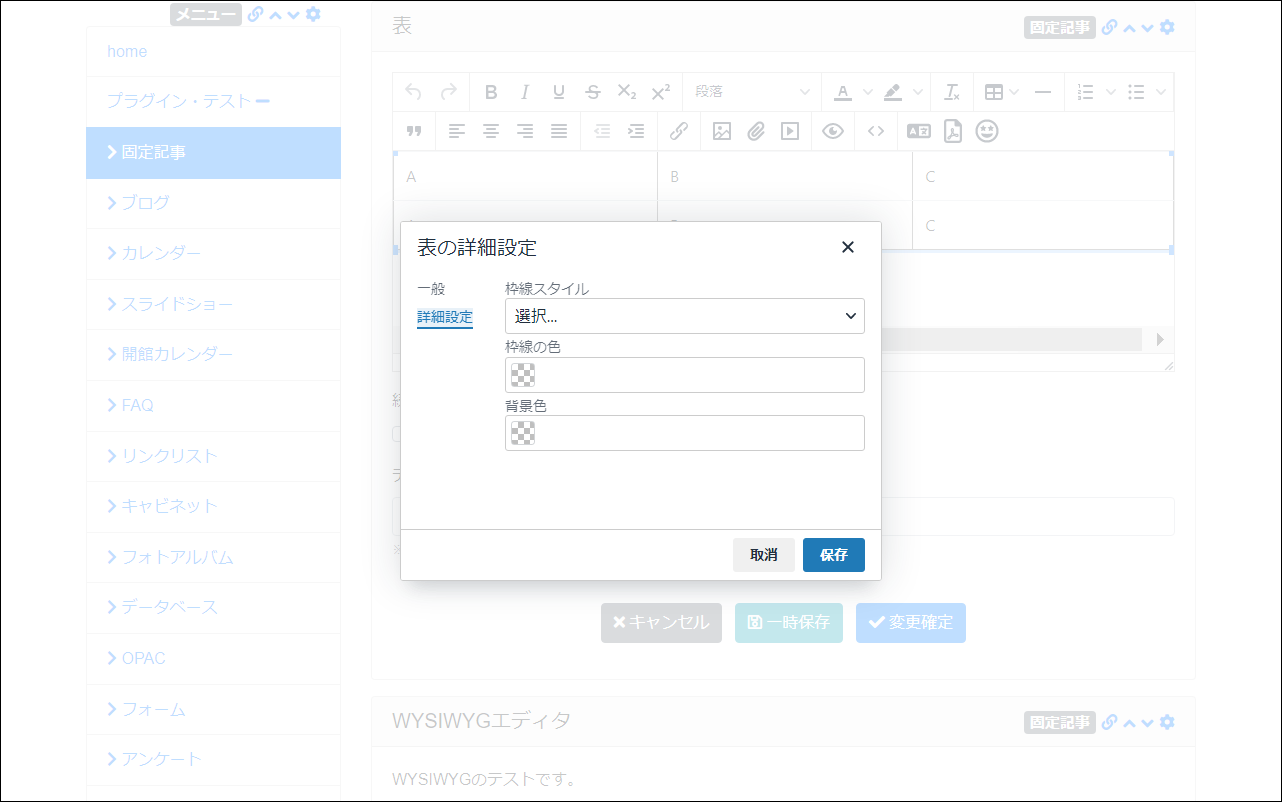 メニュー
home
プラグイン・テスト
固定記事
ブログ
カレンダー
スライドショー
開館カレンダー
FAQ
リンクリスト
キャビネット
フォトアルバム
データベース
OPAC
フォーム
アンケート
表
固定記事
段落
A B C
C
表の詳細設定
一般
詳細設定
枠線スタイル
選択...
枠線の色
背景色
取消 保存
キャンセル 一時保存 変更確定
WYSIWYGエディタ
固定記事
WYSIWYGのテストです。